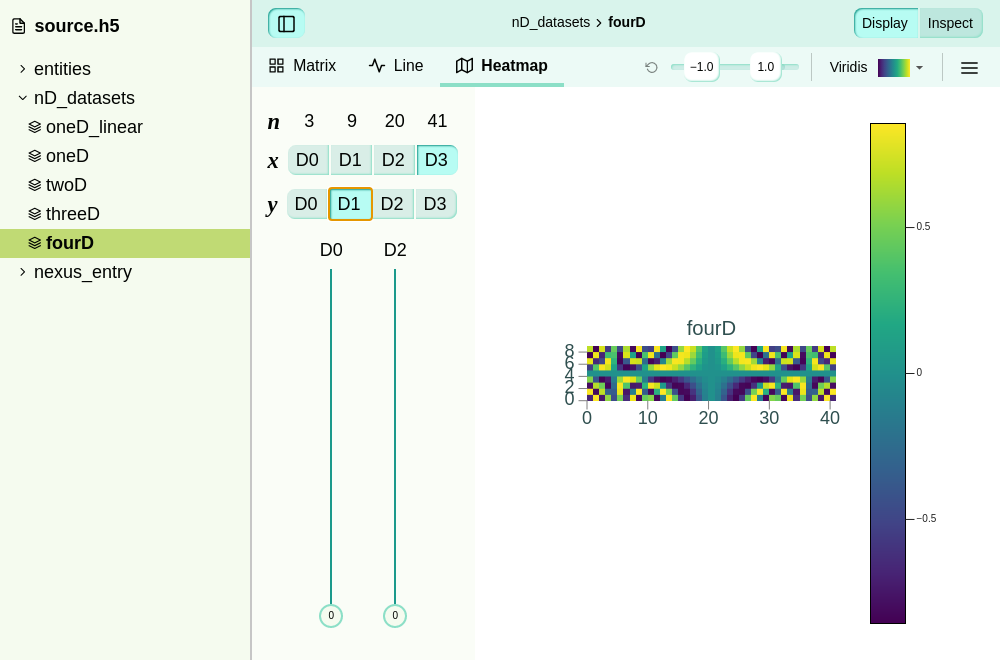 source.h5
entities
nD_datasets
oneD_linear
oneD
twoD
threeD
fourD
nexus_entry
nD_datasets › fourD
Display Inspect
Matrix Line Heatmap −1.0 1.0 Viridis
n 3 9 20 41
x D0 D1 D2 D3
y D0 D1 D2 D3
D0 D2
0 0
fourD
8
6
4
2
0
0 10 20 30 40
0.5
0
−0.5